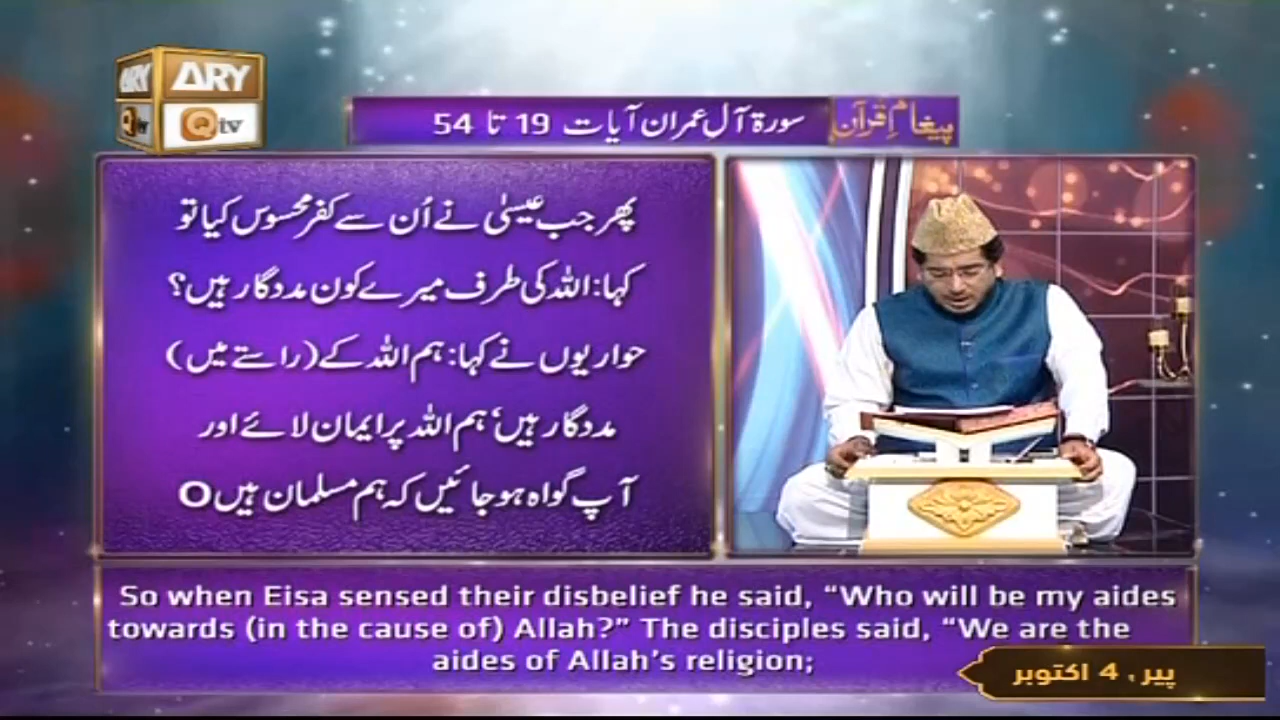 ARY
ARY
Qtv
Qtv
پیغامِ قرآن
سورۃ آل عمران آیات 19 تا 54
پھر جب عیسیٰ نے اُن سے کفر محسوس کیا تو
کہا: اللہ کی طرف میرے کون مددگار ہیں؟
حواریوں نے کہا: ہم اللہ کے (راستے میں)
مددگار ہیں‘ ہم اللہ پر ایمان لائے اور
آپ گواہ ہو جائیں کہ ہم مسلمان ہیں O
So when Eisa sensed their disbelief he said, “Who will be my aides
towards (in the cause of) Allah?” The disciples said, “We are the
aides of Allah’s religion;
پیر، 4 اکتوبر